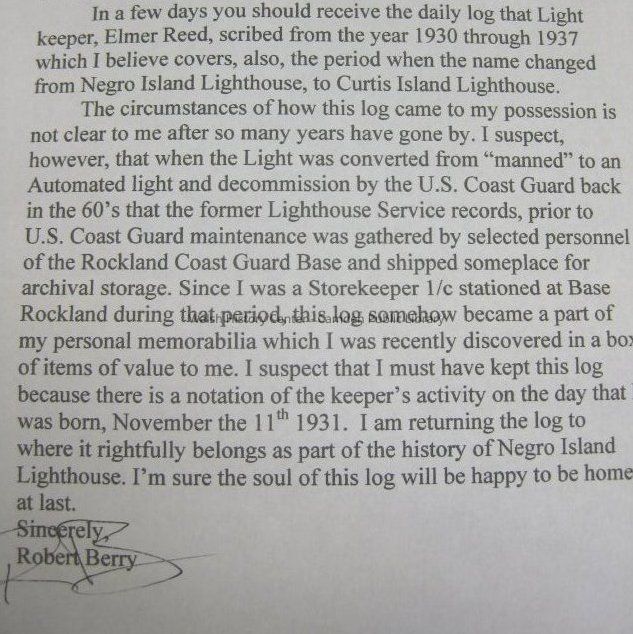 In a few days you should receive the daily log that Light
keeper, Elmer Reed, scribed from the year 1930 through 1937
which I believe covers, also, the period when the name changed
from Negro Island Lighthouse, to Curtis Island Lighthouse.
The circumstances of how this log came to my possession is
not clear to me after so many years have gone by. I suspect,
however, that when the Light was converted from “manned” to an
Automated light and decommission by the U.S. Coast Guard back
in the 60’s that the former Lighthouse Service records, prior to
U.S. Coast Guard maintenance was gathered by selected personnel
of the Rockland Coast Guard Base and shipped someplace for
archival storage. Since I was a Storekeeper 1/c stationed at Base
Rockland during that period, this log somehow became a part of
Walsh History Center - Camden Public Library
my personal memorabilia which I was recently discovered in a box
of items of value to me. I suspect that I must have kept this log
because there is a notation of the keeper’s activity on the day that
was born, November the 11th 1931. I am returning the log to
where it rightfully belongs as part of the history of Negro Island
Lighthouse. I’m sure the soul of this log will be happy to be home
at last.
Sincerely,
Robert Berry